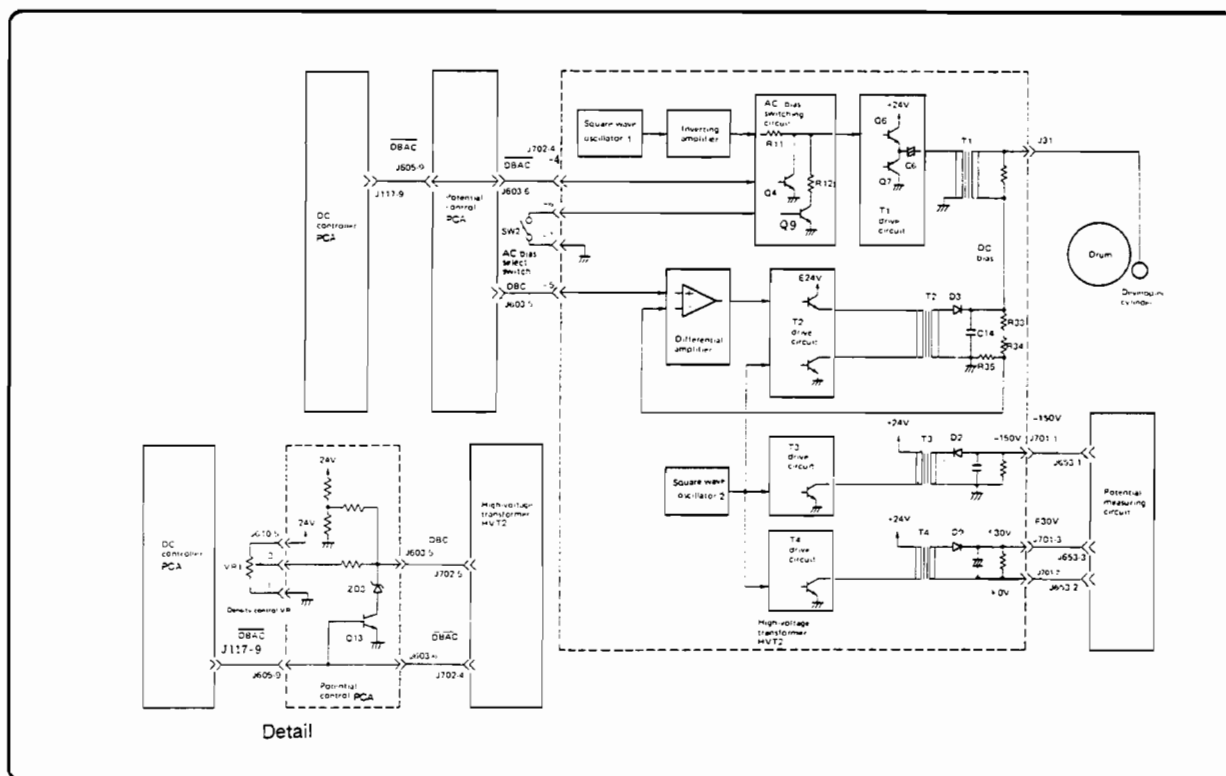 DC
controller
PCA
DBAC
J605-9
J117-9
Potential
control
PCA
DBAC
J702-4
-4
J603-6
SW2
AC bias
select
switch
DBC
-5
J603-5
Square wave
oscillator 1
Inverting
amplifier
AC bias
switching
circuit
R11
Q4
R12
Q9
+24V
Q6
C6
Q7
T1
drive
circuit
T1
J31
DC
bias
Drum
Developing
cylinder
Differential
amplifier
E24V
T2
drive
circuit
T2
D3
C14
R33
R34
R35
Square wave
oscillator 2
T3
drive
circuit
+24V
T3
D2
-150V
-150V
J701-1
J653-1
T4
drive
circuit
+24V
T4
F30V
J701-3
J653-3
J701-2
J653-2
Potential
measuring
circuit
High-voltage
transformer
HVT2
DC
controller
PCA
24V
24V
J610-5
VR1
Density control VR
ZD3
Q13
DBC
J603-5
J702-5
High-voltage
transformer
HVT2
DBAC
J117-9
J605-9
DBAC
J603-6
J702-4
Potential
control PCA
Detail